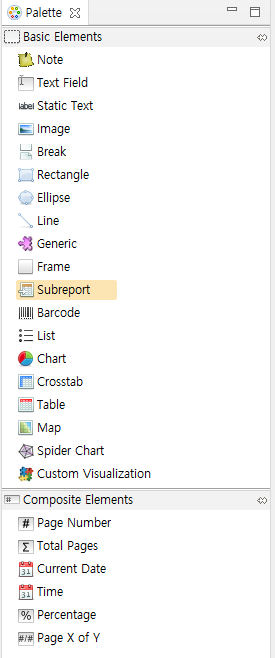 Palette
Basic Elements
Note
Text Field
label Static Text
Image
Break
Rectangle
Ellipse
Line
Generic
Frame
Subreport
Barcode
List
Chart
Crosstab
Table
Map
Spider Chart
Custom Visualization
Composite Elements
# Page Number
Σ Total Pages
31 Current Date
31 Time
% Percentage
#/# Page X of Y